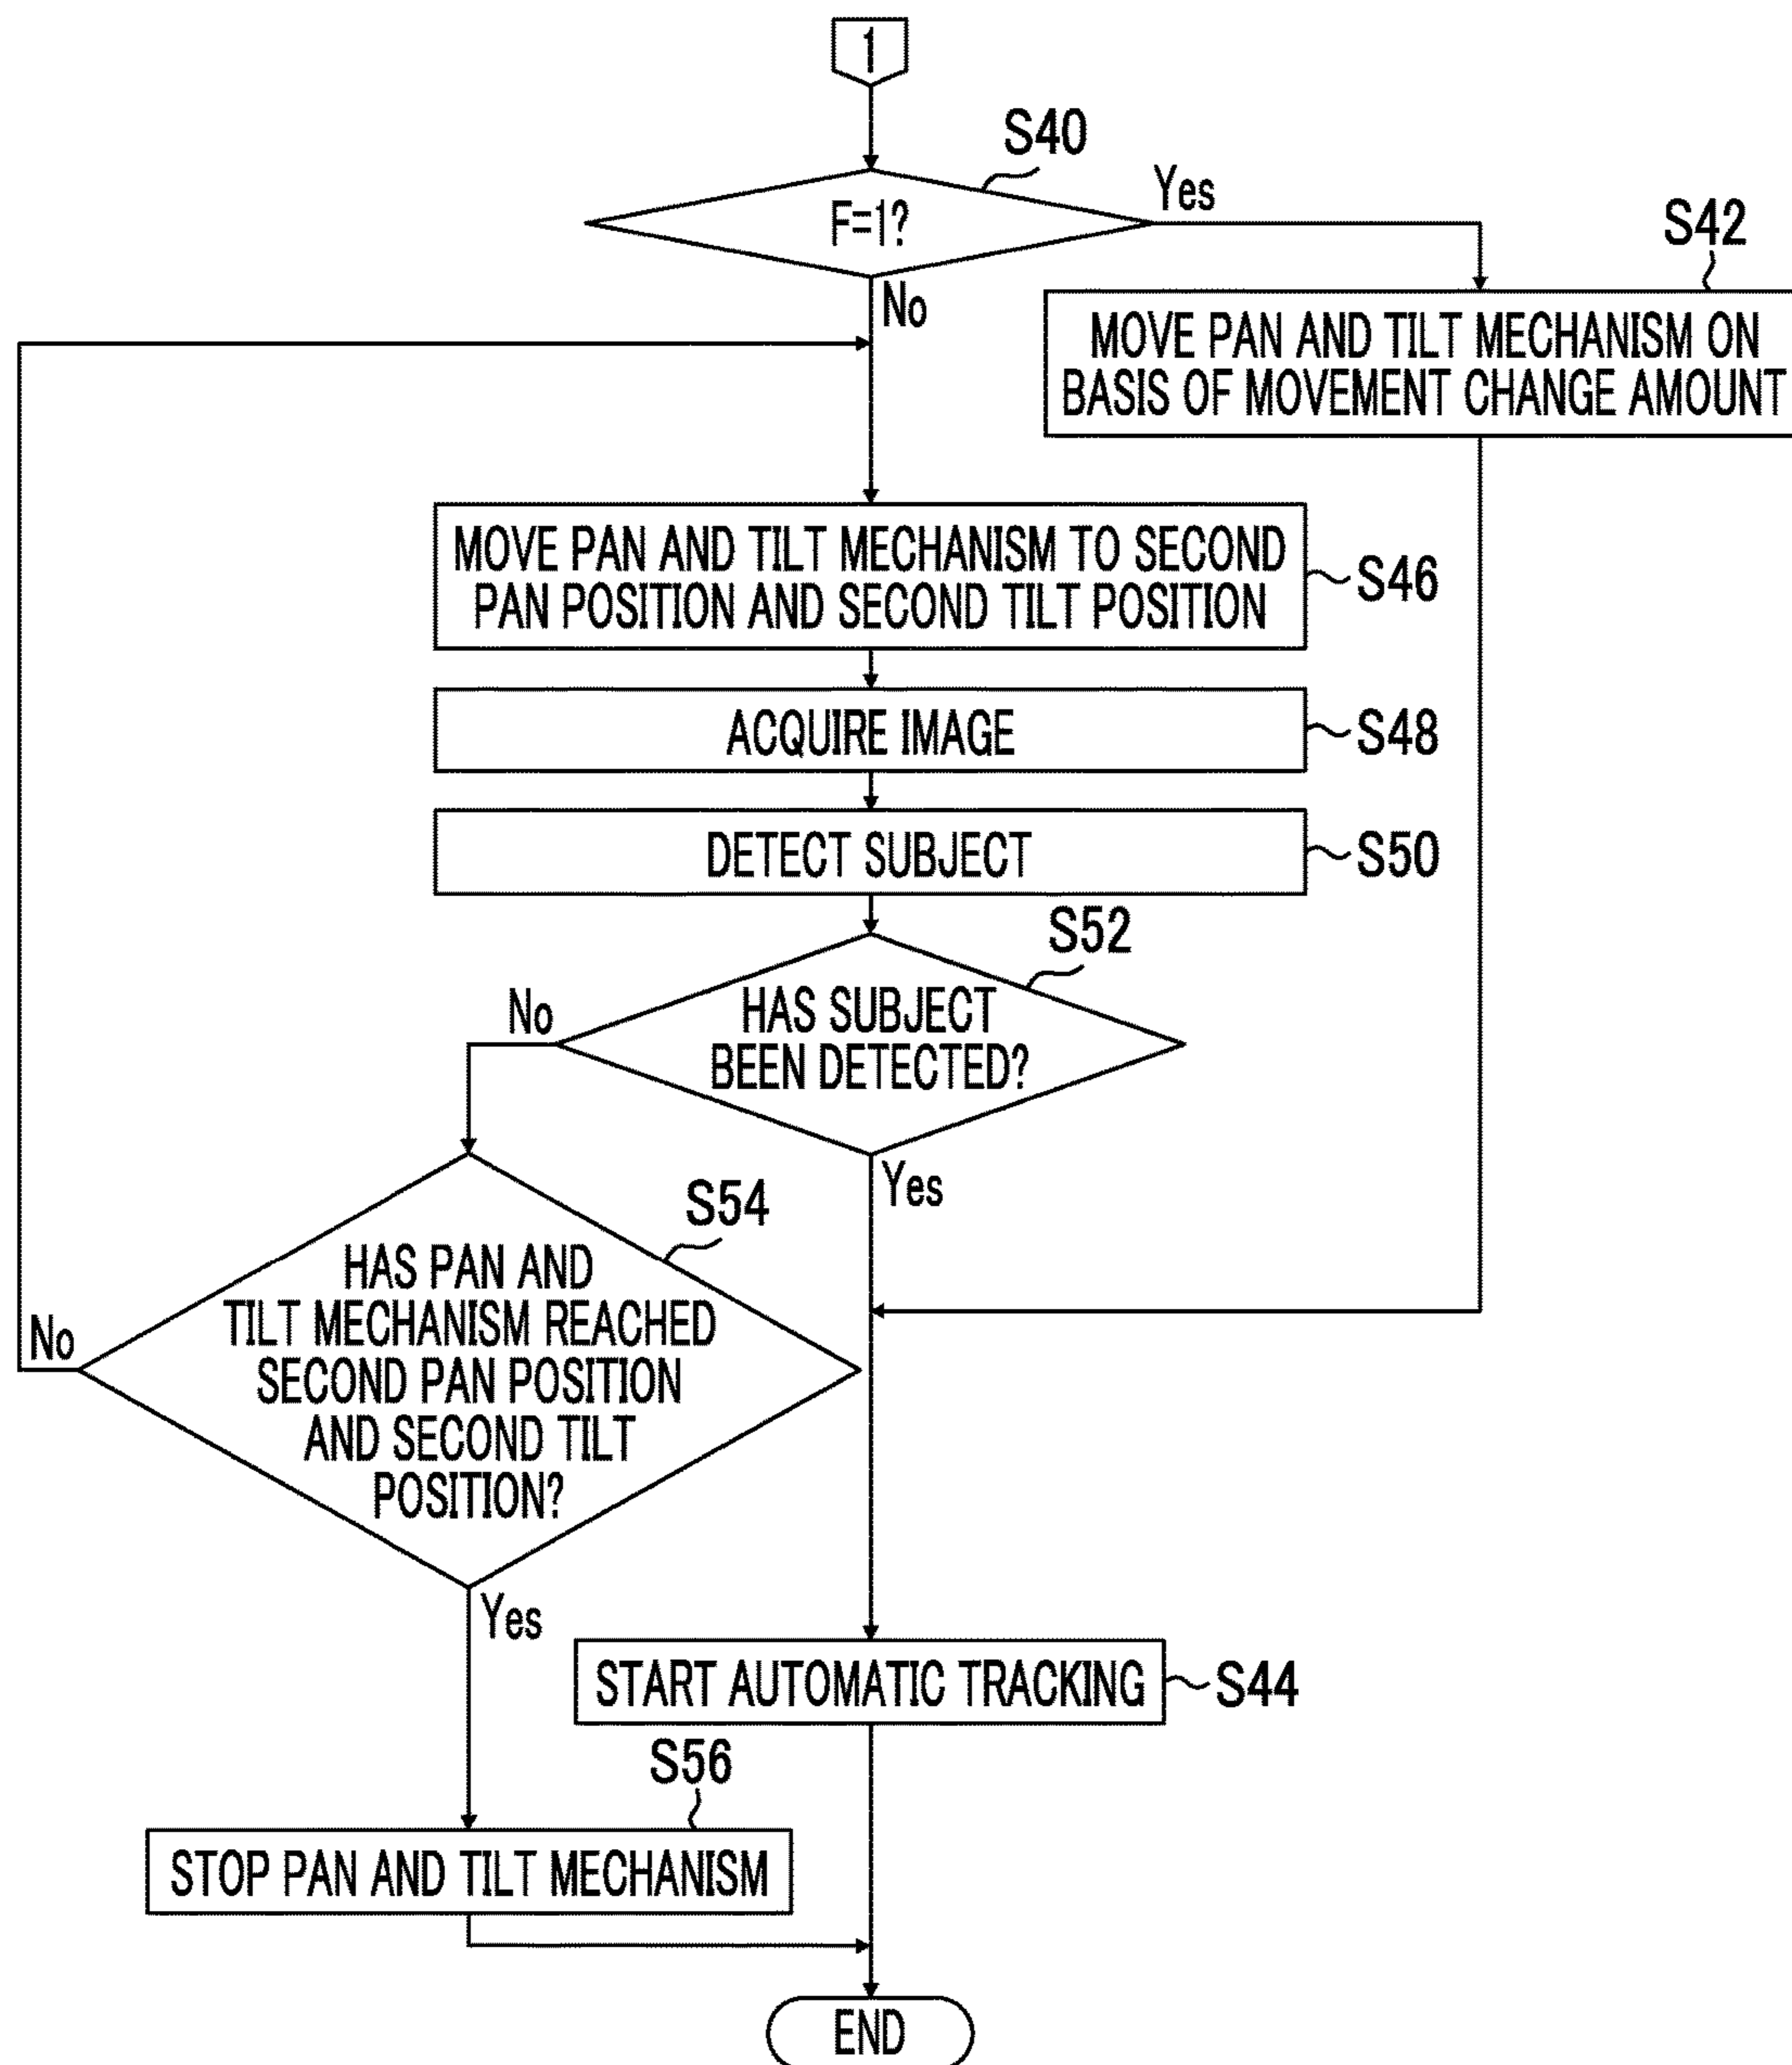 1
S40
F=1?
Yes
No
S42
MOVE PAN AND TILT MECHANISM ON
BASIS OF MOVEMENT CHANGE AMOUNT
MOVE PAN AND TILT MECHANISM TO SECOND
PAN POSITION AND SECOND TILT POSITION
S46
ACQUIRE IMAGE
S48
DETECT SUBJECT
S50
S52
HAS SUBJECT
BEEN DETECTED?
No
Yes
S54
HAS PAN AND
TILT MECHANISM REACHED
SECOND PAN POSITION
AND SECOND TILT
POSITION?
No
Yes
START AUTOMATIC TRACKING
S44
S56
STOP PAN AND TILT MECHANISM
END